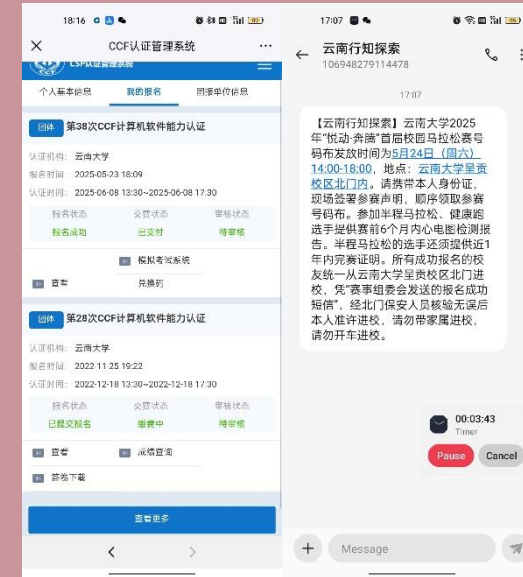 18:16
CCF认证管理系统
CSP认证管理系统
个人基本信息 我的报名 团报单位信息
团体 第38次CCF计算机软件能力认证
认证机构: 云南大学
报名时间: 2025-05-23 18:09
认证时间: 2025-06-08 13:30~2025-06-08 17:30
报名状态 交费状态 审核状态
报名成功 已支付 待审核
模拟考试系统
查看 兑换码
团体 第28次CCF计算机软件能力认证
认证机构: 云南大学
报名时间: 2022-11-25 19:22
认证时间: 2022-12-18 13:30~2022-12-18 17:30
报名状态 交费状态 审核状态
已提交报名 缴费中 待审核
查看 成绩查询
答卷下载
查看更多
17:07
云南行知探索
106948279114478
17:07
【云南行知探索】云南大学2025
年“悦动·奔腾”首届校园马拉松赛号
码布发放时间为5月24日（周六）
14:00-18:00，地点：云南大学呈贡
校区北门内。请携带本人身份证，
现场签署参赛声明，顺序领取参赛
号码布。参加半程马拉松、健康跑
选手提供赛前6个月内心电图检测报
告。半程马拉松的选手还须提供近1
年内完赛证明。所有成功报名的校
友统一从云南大学呈贡校区北门进
校，凭“赛事组委会发送的报名成功
短信”，经北门保安人员核验无误后
本人准许进校，请勿带家属进校，
请勿开车进校。
00:03:43
Timer
Pause Cancel
Message